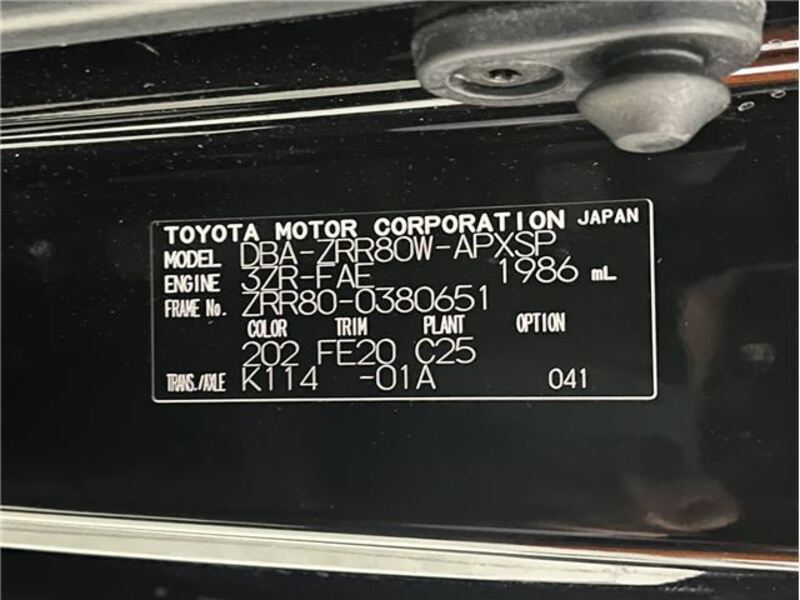 TOYOTA MOTOR CORPORATION JAPAN
MODEL DBA-ZRR80W-APXSP
ENGINE 3ZR-FAE 1986 mL
FRAME No. ZRR80-0380651
COLOR TRIM PLANT OPTION
202 FE20 C25
TRANS./AXLE K114 -01A 041